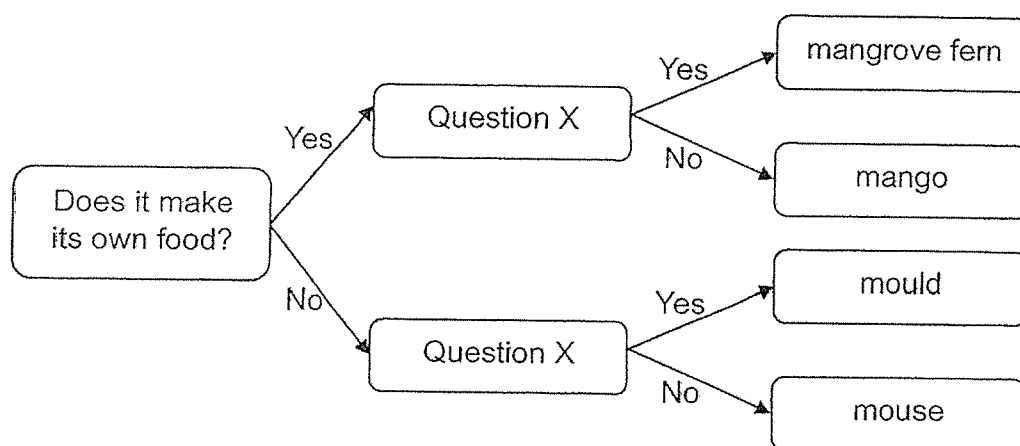 Does it make
its own food?
Yes
Question X
Yes
mangrove fern
No
mango
No
Question X
Yes
mould
No
mouse